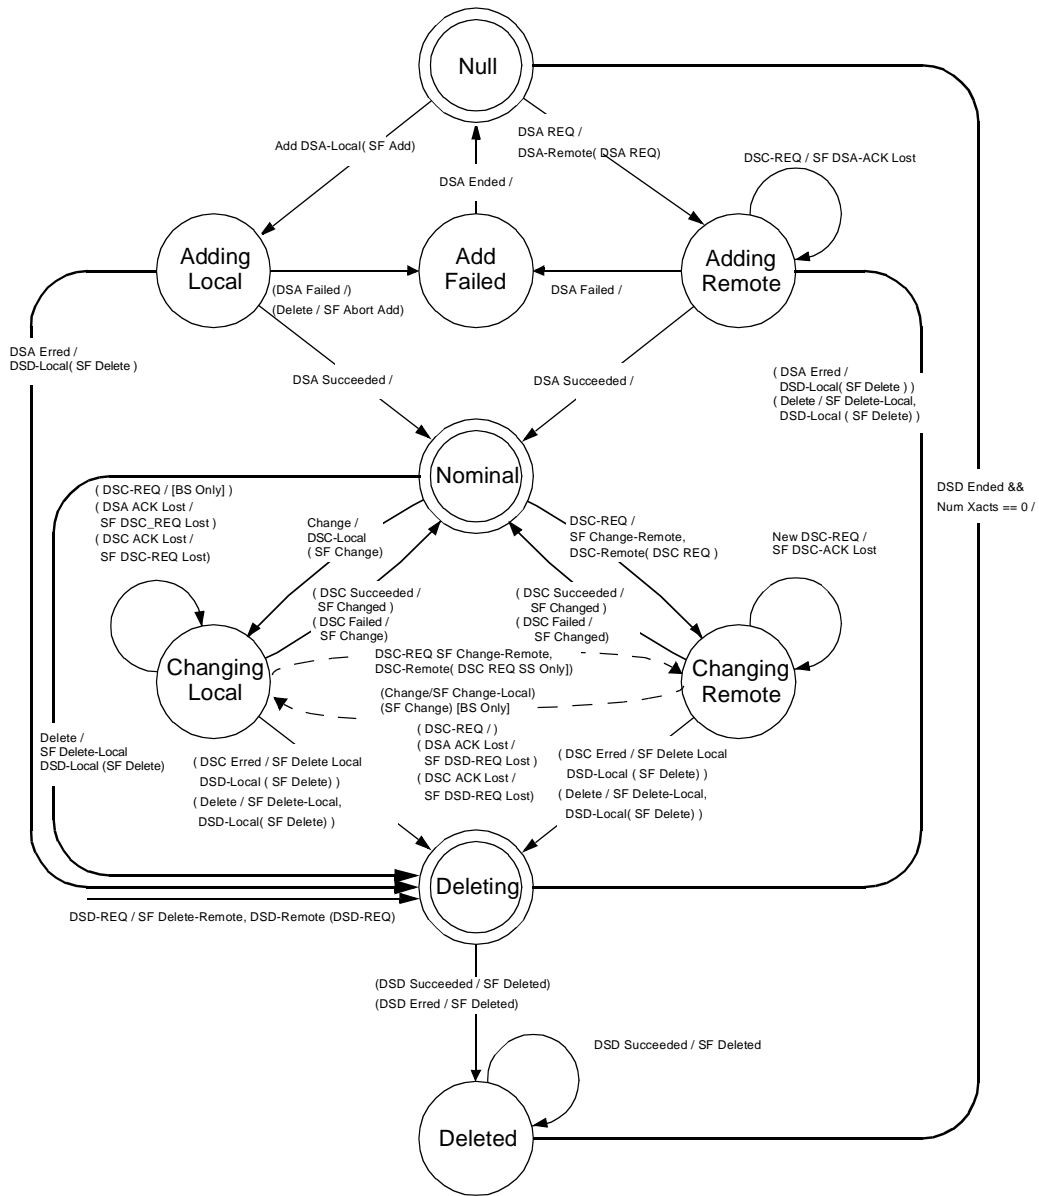 Null
Add DSA-Local( SF Add)
DSA REQ /
DSA-Remote( DSA REQ)
DSC-REQ / SF DSA-ACK Lost
DSA Ended /
Adding
Local
Add
Failed
Adding
Remote
(DSA Failed /)
(Delete / SF Abort Add)
DSA Failed /
DSA Erred /
DSD-Local( SF Delete )
DSA Succeeded /
DSA Succeeded /
( DSA Erred /
DSD-Local( SF Delete ) )
( Delete / SF Delete-Local,
DSD-Local ( SF Delete) )
Nominal
( DSC-REQ / [BS Only] )
( DSA ACK Lost /
SF DSC_REQ Lost )
( DSC ACK Lost /
SF DSC-REQ Lost)
Change /
DSC-Local
( SF Change)
DSC-REQ /
SF Change-Remote,
DSC-Remote( DSC REQ )
New DSC-REQ /
SF DSC-ACK Lost
DSD Ended &&
Num Xacts == 0 /
( DSC Succeeded /
SF Changed )
( DSC Failed /
SF Change)
( DSC Succeeded /
SF Changed )
( DSC Failed /
SF Changed)
Changing
Local
DSC-REQ SF Change-Remote,
DSC-Remote( DSC REQ SS Only])
(Change/SF Change-Local)
(SF Change) [BS Only]
Changing
Remote
Delete /
SF Delete-Local
DSD-Local (SF Delete)
( DSC Erred / SF Delete Local
DSD-Local ( SF Delete) )
( Delete / SF Delete-Local,
DSD-Local( SF Delete) )
( DSC-REQ / )
( DSA ACK Lost /
SF DSD-REQ Lost )
( DSC ACK Lost /
SF DSD-REQ Lost)
( DSC Erred / SF Delete Local
DSD-Local ( SF Delete) )
( Delete / SF Delete-Local,
DSD-Local( SF Delete) )
Deleting
DSD-REQ / SF Delete-Remote, DSD-Remote (DSD-REQ)
(DSD Succeeded / SF Deleted)
(DSD Erred / SF Deleted)
DSD Succeeded / SF Deleted
Deleted